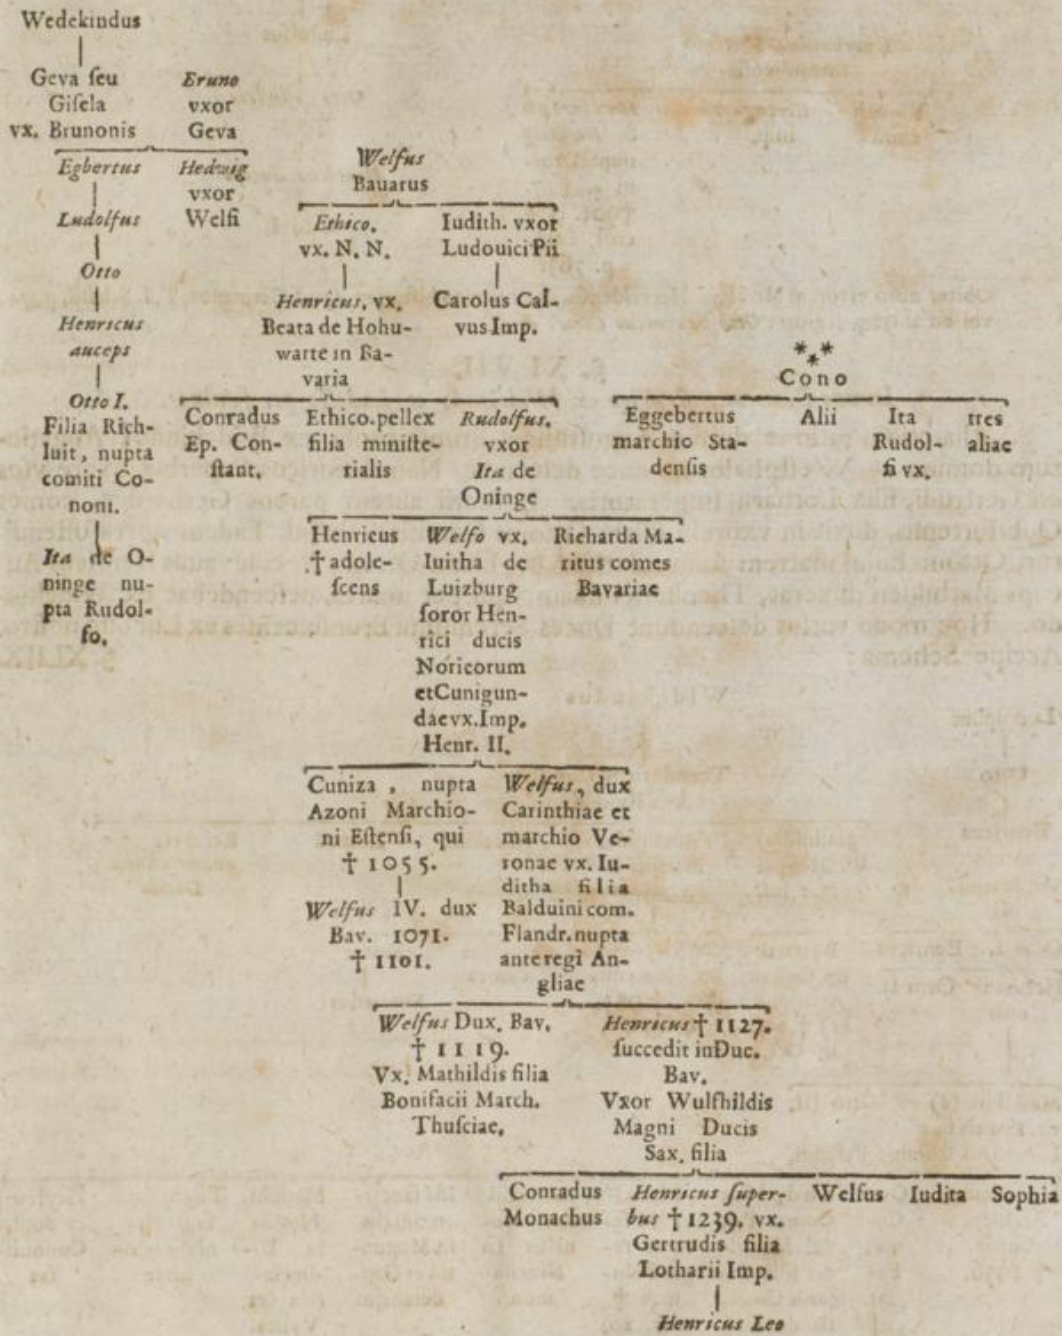 Wedekindus
Geva ſeu
Giſela
vx. Brunonis
Eruno
vxor
Geva
Egbertus
Ludolfus
Otto
Henricus
auceps
Otto I.
Filia Rich-
luit, nupta
comiti Co-
noni.
Ita de O-
ninge nu-
pta Rudol-
fo.
Hedwig
vxor
Welfi
Welfus
Bauarus
Ethico.
vx. N. N.
Henricus. vx.
Beata de Hohu-
warte in Ba-
varia
Iudith. vxor
Ludouici Pii
Carolus Cal-
vus Imp.
Conradus
Ep. Con-
ſtant.
Ethico. pellex
filia miniſte-
rialis
Rudolfus.
vxor
Ita de
Oninge
***
Cono
Eggebertus
marchio Sta-
denſis
Alii
Ita
Rudol-
fi vx.
tres
aliae
Henricus
† adole-
ſcens
Welfo vx.
Iuitha de
Luizburg
ſoror Hen-
rici ducis
Noricorum
et Cunigun-
dae vx. Imp.
Henr. II.
Richarda Ma-
ritus comes
Bavariae
Cuniza , nupta
Azoni Marchio-
ni Eſtenſi, qui
† 1055.
Welfus IV. dux
Bav. 1071.
† 1101.
Welfus, dux
Carinthiae et
marchio Ve-
ronae vx. Iu-
ditha filia
Balduini com.
Flandr. nupta
ante regi An-
gliae
Welfus Dux. Bav.
† 1119.
Vx. Mathildis filia
Bonifacii March.
Thuſciae.
Henricus † 1127.
ſuccedit in Duc.
Bav.
Vxor Wulfhildis
Magni Ducis
Sax. filia
Conradus
Monachus
Henricus ſuper-
bus † 1239. vx.
Gertrudis filia
Lotharii Imp.
Henricus Leo
Welfus
Iudita
Sophia